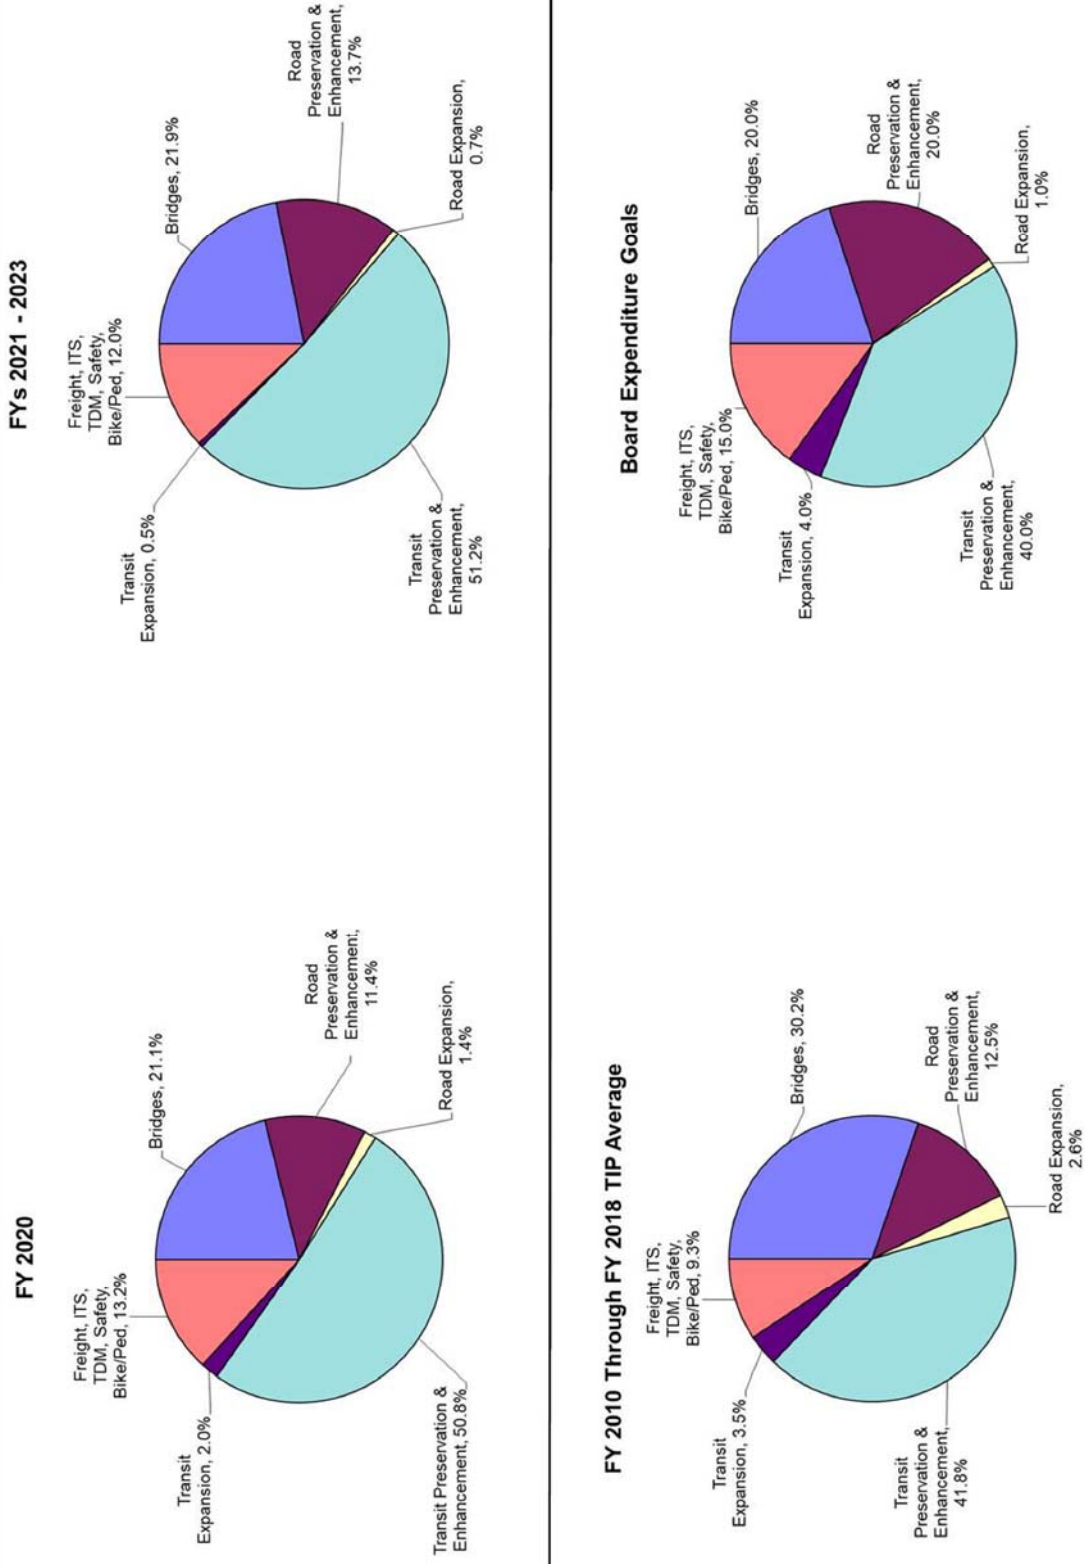 FY 2020
Freight, ITS,
TDM, Safety,
Bike/Ped, 13.2%
Bridges, 21.1%
Road
Preservation &
Enhancement,
11.4%
Road Expansion,
1.4%
Transit Preservation &
Enhancement, 50.8%
Transit
Expansion, 2.0%
FYs 2021 - 2023
Freight, ITS,
TDM, Safety,
Bike/Ped, 12.0%
Bridges, 21.9%
Road
Preservation &
Enhancement,
13.7%
Road Expansion,
0.7%
Transit
Preservation &
Enhancement,
51.2%
Transit
Expansion, 0.5%
FY 2010 Through FY 2018 TIP Average
Freight, ITS,
TDM, Safety,
Bike/Ped, 9.3%
Bridges, 30.2%
Road
Preservation &
Enhancement,
12.5%
Road Expansion,
2.6%
Transit
Preservation &
Enhancement,
41.8%
Transit
Expansion, 3.5%
Board Expenditure Goals
Freight, ITS,
TDM, Safety,
Bike/Ped, 15.0%
Bridges, 20.0%
Road
Preservation &
Enhancement,
20.0%
Road Expansion,
1.0%
Transit
Preservation &
Enhancement,
40.0%
Transit
Expansion, 4.0%